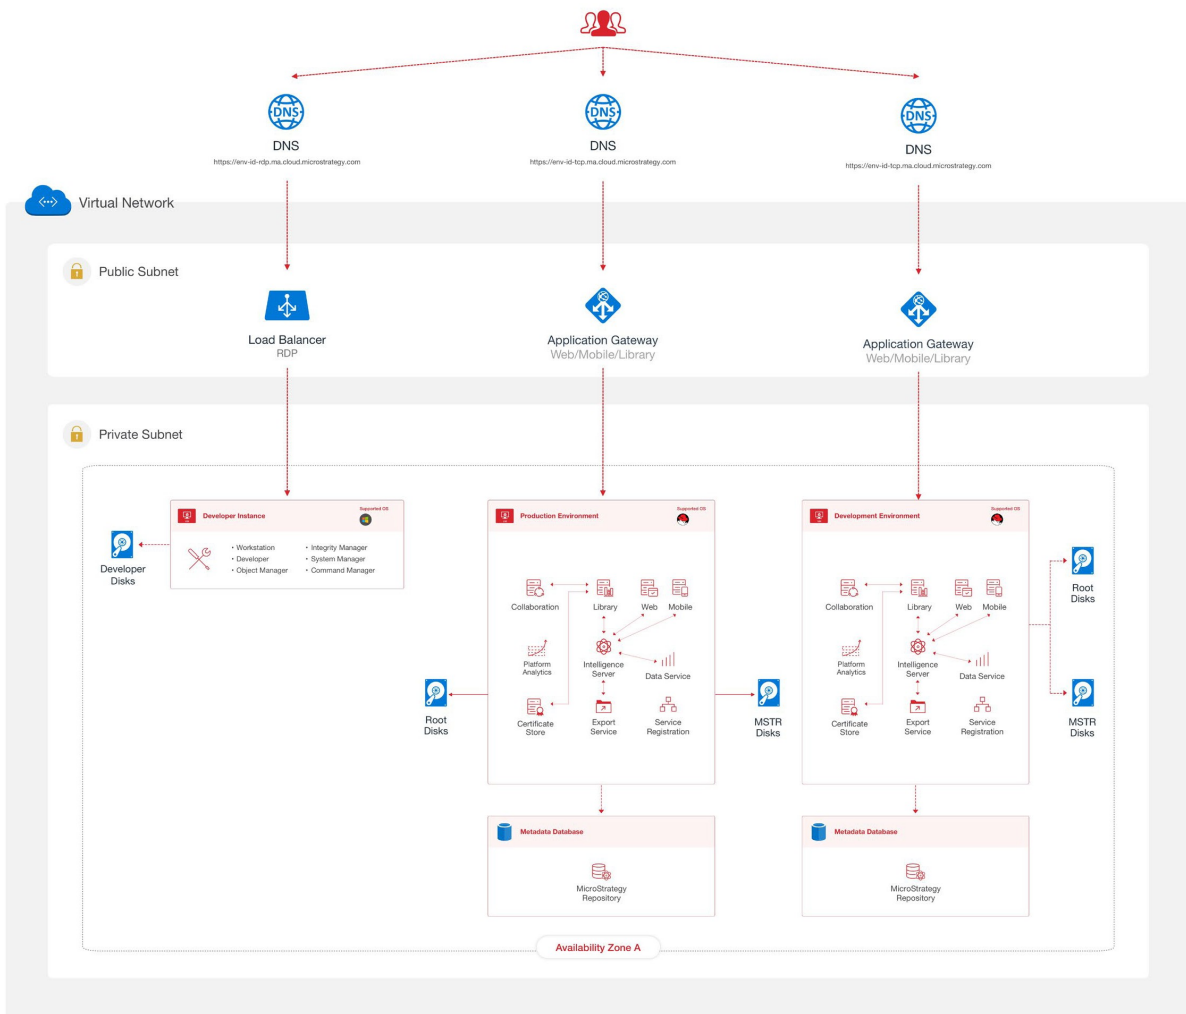 DNS
https://env-id-rdp.ma.cloud.microstrategy.com
DNS
https://env-id-tcp.ma.cloud.microstrategy.com
DNS
https://env-id-tcp.ma.cloud.microstrategy.com
Virtual Network
Public Subnet
Load Balancer
RDP
Application Gateway
Web/Mobile/Library
Application Gateway
Web/Mobile/Library
Private Subnet
Developer Instance
Supported OS
• Workstation
• Developer
• Object Manager
• Integrity Manager
• System Manager
• Command Manager
Developer
Disks
Production Environment
Supported OS
Collaboration
Library
Web
Mobile
Platform
Analytics
Intelligence
Server
Data Service
Certificate
Store
Export
Service
Service
Registration
Root
Disks
MSTR
Disks
Development Environment
Supported OS
Collaboration
Library
Web
Mobile
Platform
Analytics
Intelligence
Server
Data Service
Certificate
Store
Export
Service
Service
Registration
Root
Disks
MSTR
Disks
Metadata Database
MicroStrategy
Repository
Metadata Database
MicroStrategy
Repository
Availability Zone A